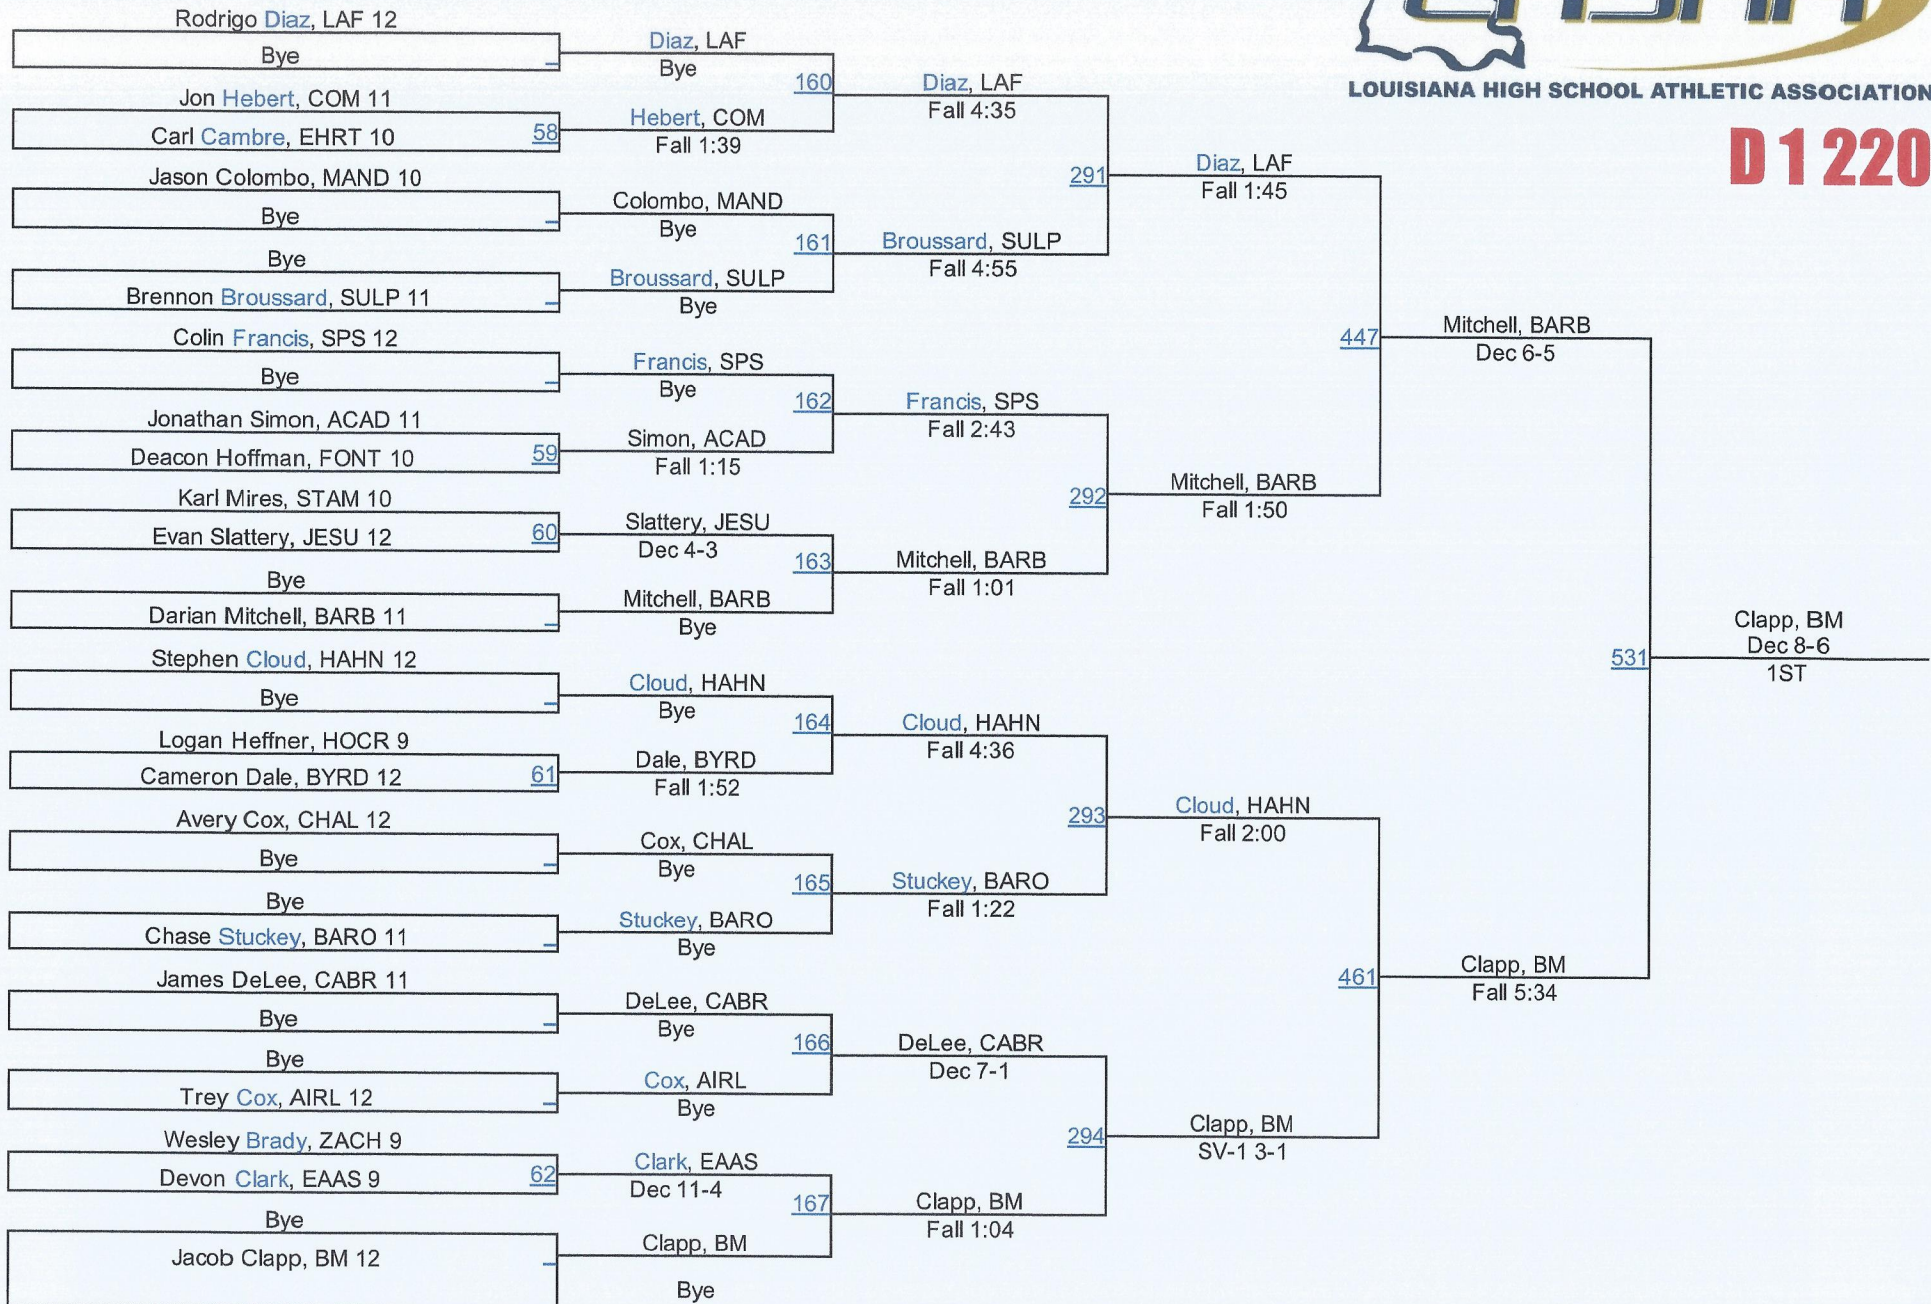 LHSAA
LOUISIANA HIGH SCHOOL ATHLETIC ASSOCIATION
D 1 220
Rodrigo Diaz, LAF 12
Bye
Jon Hebert, COM 11
Carl Cambre, EHRT 10
58
Jason Colombo, MAND 10
Bye
Bye
Brennon Broussard, SULP 11
Colin Francis, SPS 12
Bye
Jonathan Simon, ACAD 11
Deacon Hoffman, FONT 10
59
Karl Mires, STAM 10
Evan Slattery, JESU 12
60
Bye
Darian Mitchell, BARB 11
Stephen Cloud, HAHN 12
Bye
Logan Heffner, HOCR 9
Cameron Dale, BYRD 12
61
Avery Cox, CHAL 12
Bye
Bye
Chase Stuckey, BARO 11
James DeLee, CABR 11
Bye
Bye
Trey Cox, AIRL 12
Wesley Brady, ZACH 9
Devon Clark, EAAS 9
62
Bye
Jacob Clapp, BM 12
Diaz, LAF
Bye
160
Hebert, COM
Fall 1:39
Colombo, MAND
Bye
161
Broussard, SULP
Bye
Francis, SPS
Bye
162
Simon, ACAD
Fall 1:15
Slattery, JESU
Dec 4-3
163
Mitchell, BARB
Bye
Cloud, HAHN
Bye
164
Dale, BYRD
Fall 1:52
Cox, CHAL
Bye
165
Stuckey, BARO
Bye
DeLee, CABR
Bye
166
Cox, AIRL
Bye
Clark, EAAS
Dec 11-4
167
Clapp, BM
Bye
Diaz, LAF
Fall 4:35
291
Broussard, SULP
Fall 4:55
Francis, SPS
Fall 2:43
292
Mitchell, BARB
Fall 1:01
Cloud, HAHN
Fall 4:36
293
Stuckey, BARO
Fall 1:22
DeLee, CABR
Dec 7-1
294
Clapp, BM
Fall 1:04
Diaz, LAF
Fall 1:45
447
Mitchell, BARB
Fall 1:50
Cloud, HAHN
Fall 2:00
461
Clapp, BM
SV-1 3-1
Mitchell, BARB
Dec 6-5
531
Clapp, BM
Fall 5:34
Clapp, BM
Dec 8-6
1ST